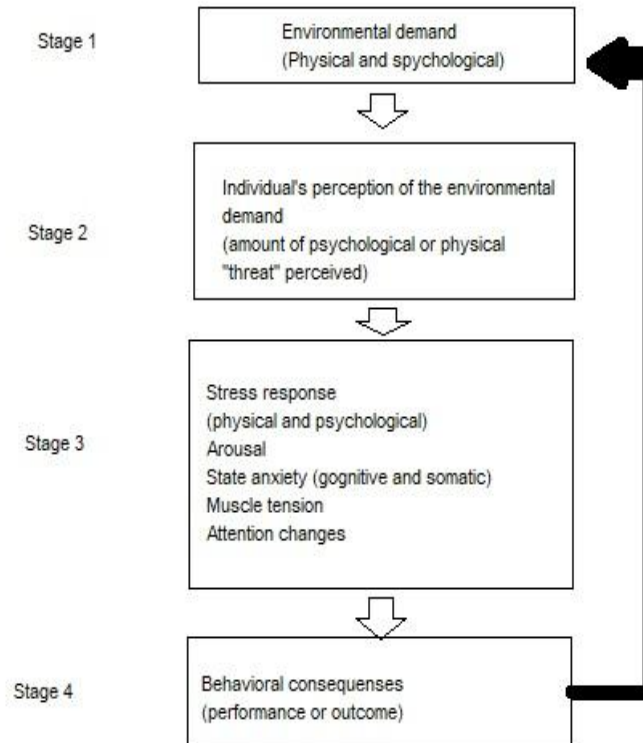 Stage 1
Environmental demand
(Physical and spychological)
Stage 2
Individual's perception of the environmental
demand
(amount of psychological or physical
"threat" perceived)
Stage 3
Stress response
(physical and psychological)
Arousal
State anxiety (gognitive and somatic)
Muscle tension
Attention changes
Stage 4
Behavioral consequenses
(performance or outcome)